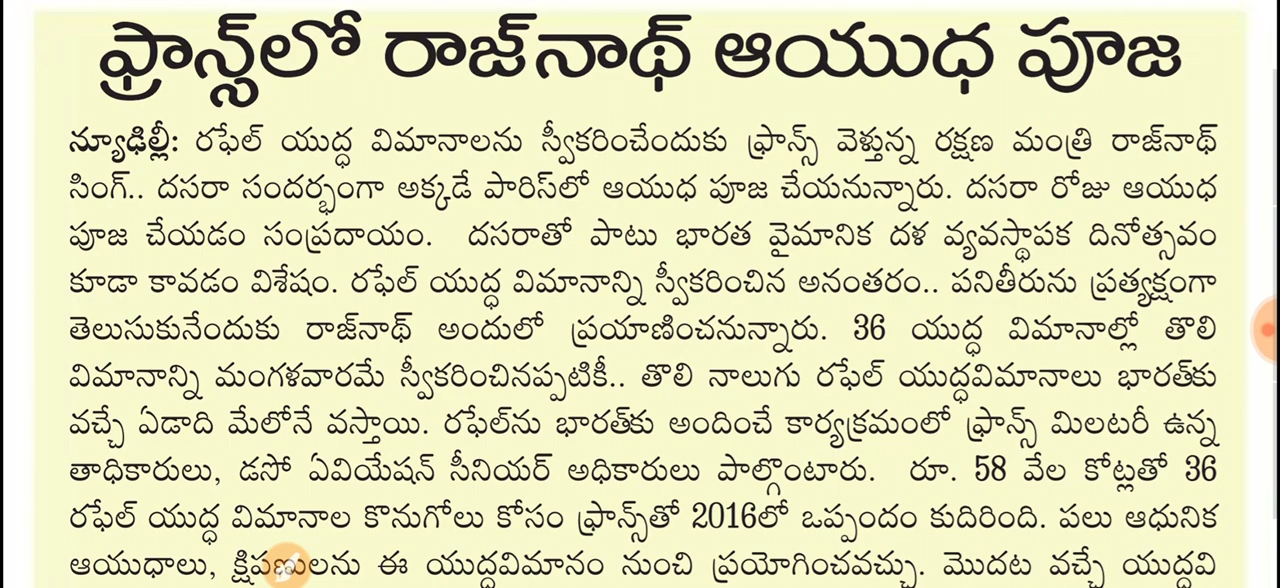 ఫ్రాన్స్‌లో రాజ్‌నాథ్ ఆయుధ పూజ
న్యూఢిల్లీ: రఫేల్ యుద్ధ విమానాలను స్వీకరించేందుకు ఫ్రాన్స్ వెళ్తున్న రక్షణ మంత్రి రాజ్‌నాథ్
సింగ్.. దసరా సందర్భంగా అక్కడే పారిస్‌లో ఆయుధ పూజ చేయనున్నారు. దసరా రోజు ఆయుధ
పూజ చేయడం సంప్రదాయం. దసరాతో పాటు భారత వైమానిక దళ వ్యవస్థాపక దినోత్సవం
కూడా కావడం విశేషం. రఫేల్ యుద్ధ విమానాన్ని స్వీకరించిన అనంతరం.. పనితీరును ప్రత్యక్షంగా
తెలుసుకునేందుకు రాజ్‌నాథ్ అందులో ప్రయాణించనున్నారు. 36 యుద్ధ విమానాల్లో తొలి
విమానాన్ని మంగళవారమే స్వీకరించినప్పటికీ.. తొలి నాలుగు రఫేల్ యుద్ధవిమానాలు భారత్‌కు
వచ్చే ఏడాది మేలోనే వస్తాయి. రఫేల్‌ను భారత్‌కు అందించే కార్యక్రమంలో ఫ్రాన్స్ మిలటరీ ఉన్న
తాధికారులు, డసో ఏవియేషన్ సీనియర్ అధికారులు పాల్గొంటారు. రూ. 58 వేల కోట్లతో 36
రఫేల్ యుద్ధ విమానాల కొనుగోలు కోసం ఫ్రాన్స్‌తో 2016లో ఒప్పందం కుదిరింది. పలు ఆధునిక
ఆయుధాలు, క్షిపణులను ఈ యుద్ధవిమానం నుంచి ప్రయోగించవచ్చు. మొదట వచ్చే యుద్ధవి